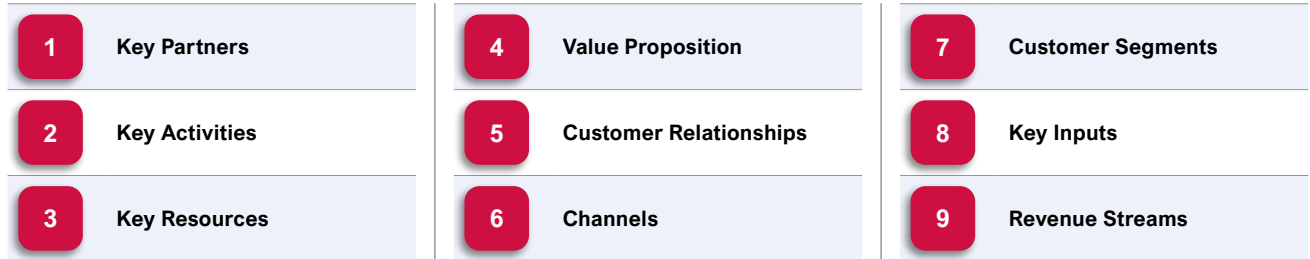 1 Key Partners
2 Key Activities
3 Key Resources
4 Value Proposition
5 Customer Relationships
6 Channels
7 Customer Segments
8 Key Inputs
9 Revenue Streams